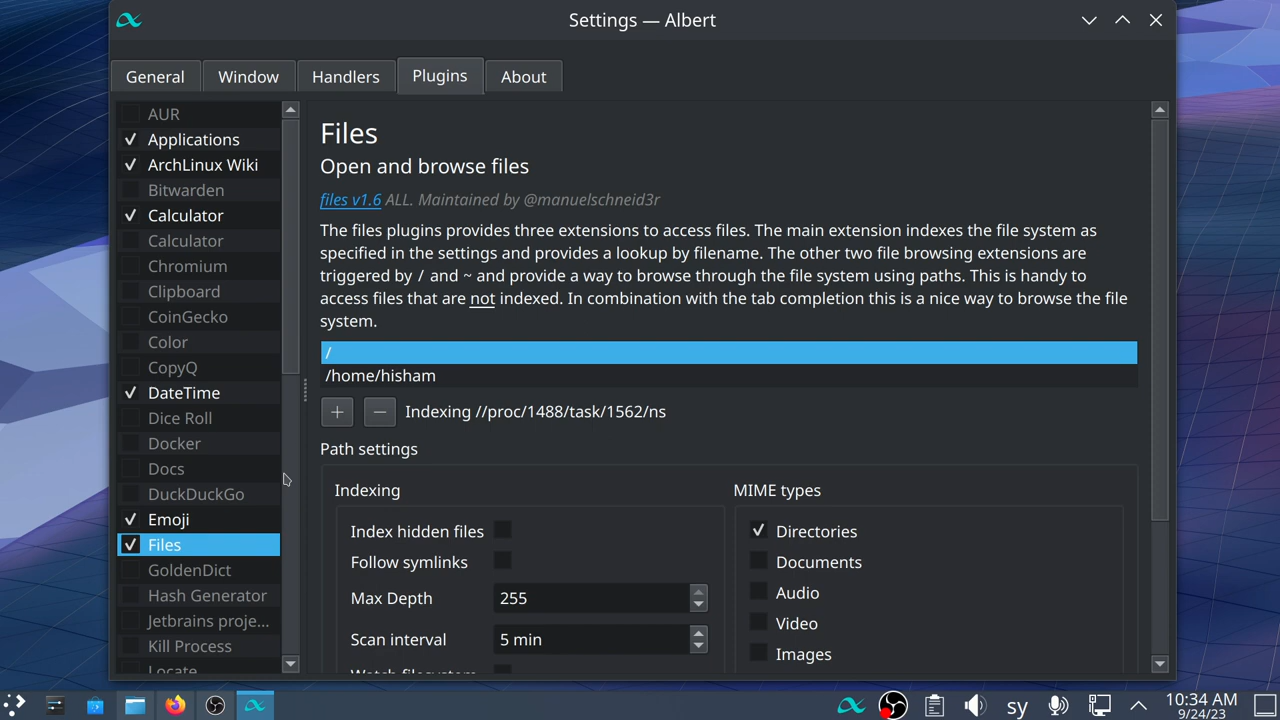 Settings — Albert
General
Window
Handlers
Plugins
About
AUR
Applications
ArchLinux Wiki
Bitwarden
Calculator
Calculator
Chromium
Clipboard
CoinGecko
Color
CopyQ
DateTime
Dice Roll
Docker
Docs
DuckDuckGo
Emoji
Files
GoldenDict
Hash Generator
Jetbrains proje...
Kill Process
Locate
Files
Open and browse files
files v1.6 ALL. Maintained by @manuelschneid3r
The files plugins provides three extensions to access files. The main extension indexes the file system as
specified in the settings and provides a lookup by filename. The other two file browsing extensions are
triggered by / and ~ and provide a way to browse through the file system using paths. This is handy to
access files that are not indexed. In combination with the tab completion this is a nice way to browse the file
system.
/
/home/hisham
Indexing //proc/1488/task/1562/ns
Path settings
Indexing
Index hidden files
Follow symlinks
Max Depth
255
Scan interval
5 min
Watch filesystem
MIME types
Directories
Documents
Audio
Video
Images
sy
10:34 AM
9/24/23